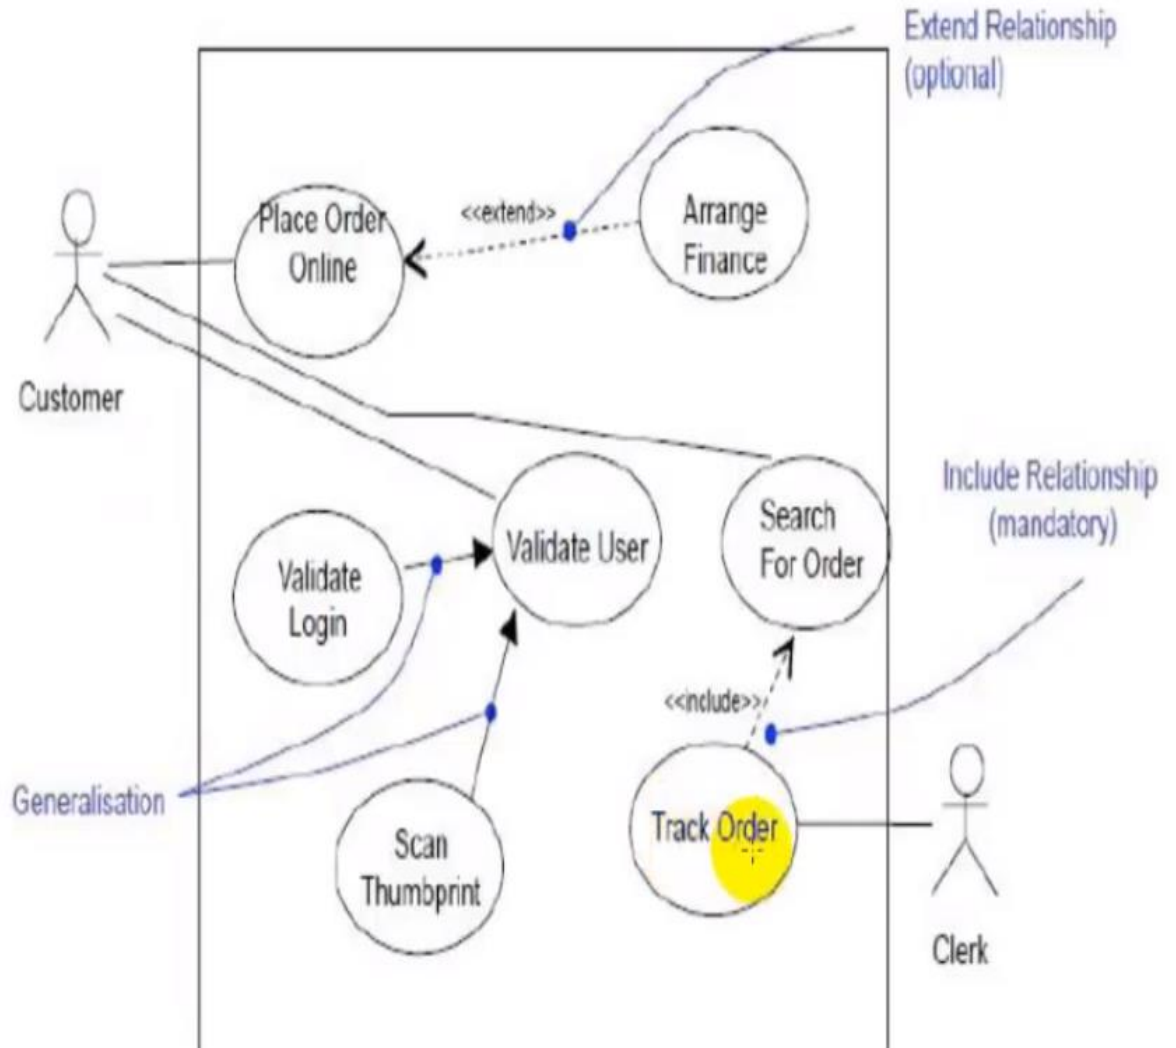 Extend Relationship
(optional)
Place Order
Online
<<extend>>
Arrange
Finance
Customer
Include Relationship
(mandatory)
Search
For Order
Validate User
Validate
Login
<<include>>
Generalisation
Track Order
Scan
Thumbprint
Clerk